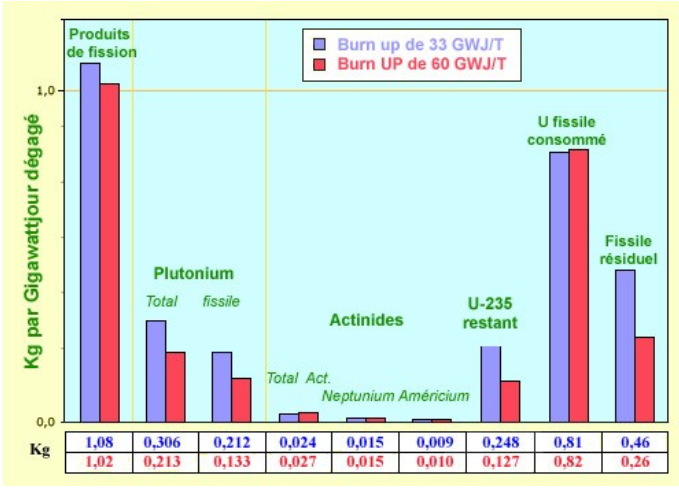 Produits
de fission
Burn up de 33 GWJ/T
Burn UP de 60 GWJ/T
1,0
U fissile
consommé
Kg par Gigawattjour dégagé
Fissile
résiduel
Plutonium
Total fissile
U-235
restant
Actinides
Total Act.
Neptunium Américium
0,0
Kg
1,08 0,306 0,212 0,024 0,015 0,009 0,248 0,81 0,46
1,02 0,213 0,133 0,027 0,015 0,010 0,127 0,82 0,26